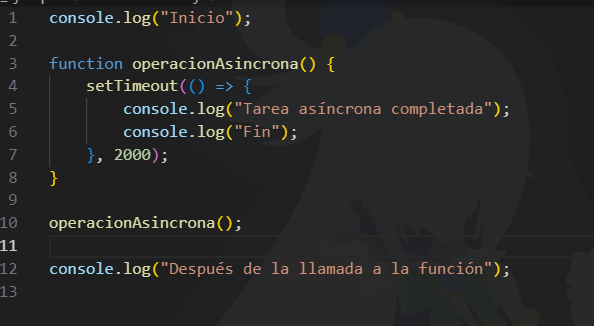 1 console.log("Inicio");
2
3 function operacionAsincrona() {
4     setTimeout(() => {
5         console.log("Tarea asíncrona completada");
6         console.log("Fin");
7     }, 2000);
8 }
9
10 operacionAsincrona();
11
12 console.log("Después de la llamada a la función");
13